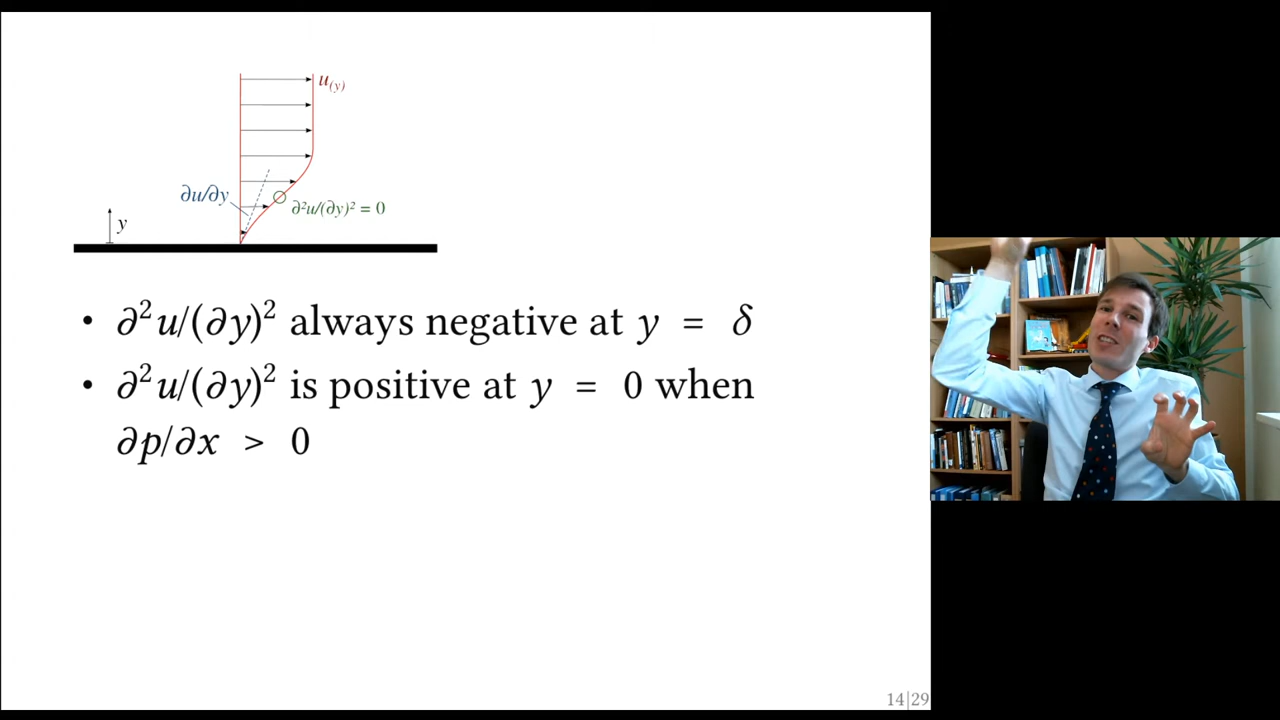 u(y)
∂u/∂y
∂²u/(∂y)² = 0
y
• ∂²u/(∂y)² always negative at y = δ
• ∂²u/(∂y)² is positive at y = 0 when
∂p/∂x > 0
14|29